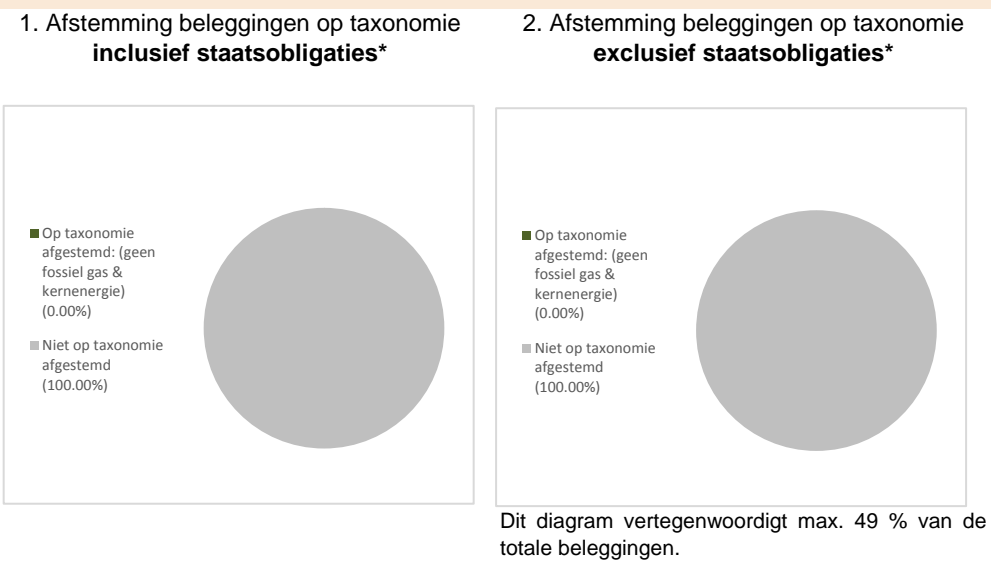 1. Afstemming beleggingen op taxonomie
inclusief staatsobligaties*
Op taxonomie
afgestemd: (geen
fossiel gas &
kernenergie)
(0.00%)
Niet op taxonomie
afgestemd
(100.00%)
2. Afstemming beleggingen op taxonomie
exclusief staatsobligaties*
Op taxonomie
afgestemd: (geen
fossiel gas &
kernenergie)
(0.00%)
Niet op taxonomie
afgestemd
(100.00%)
Dit diagram vertegenwoordigt max. 49 % van de
totale beleggingen.